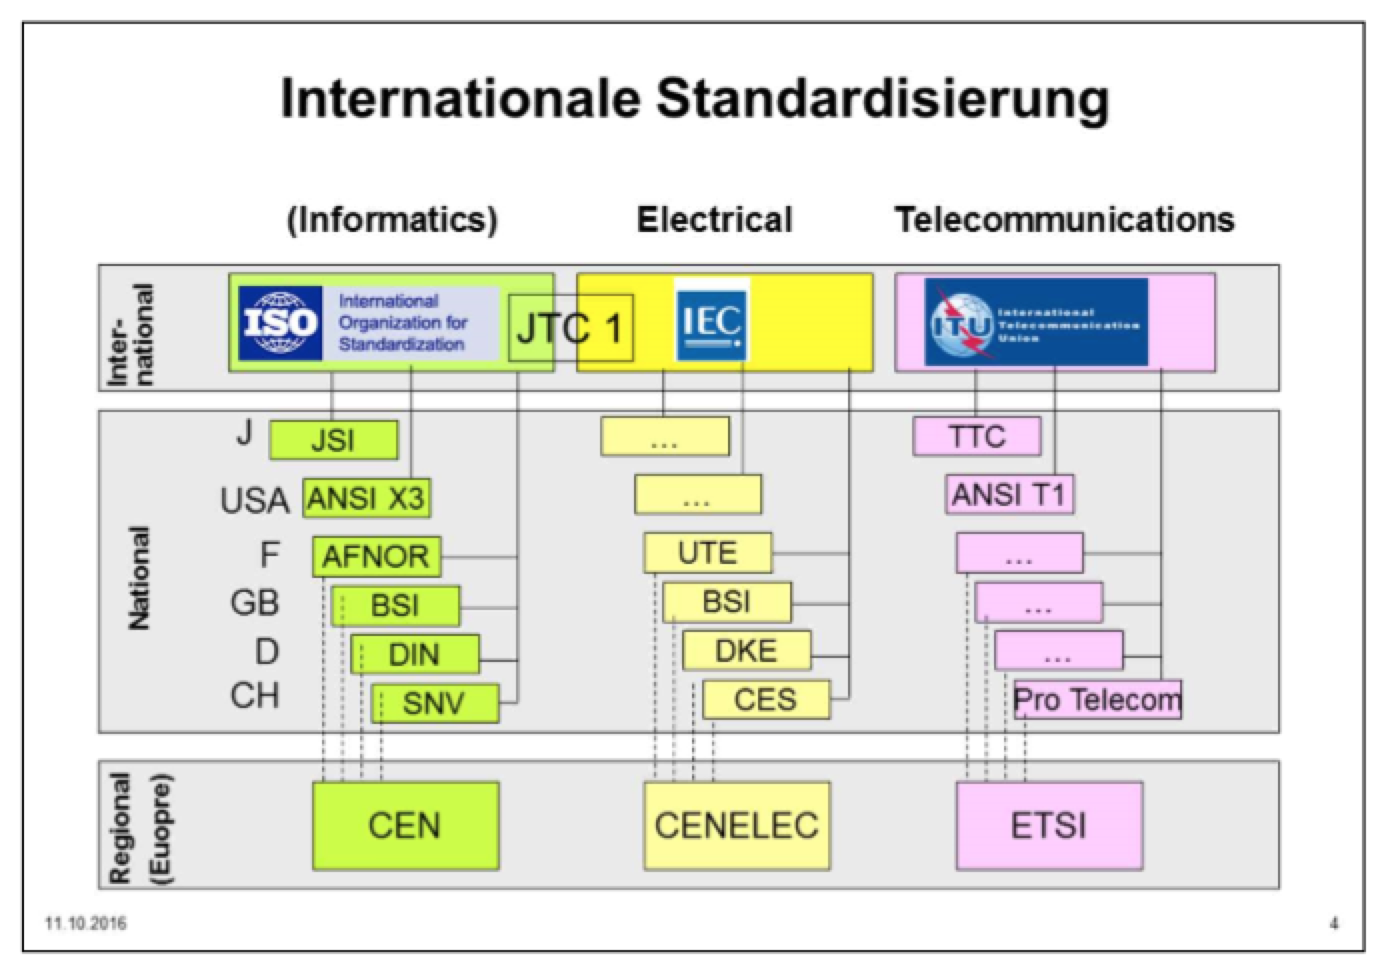 Internationale Standardisierung
(Informatics) Electrical Telecommunications
Inter-
national
ISO
International
Organization for
Standardization
JTC 1
IEC
ITU
International
Telecommunication
Union
National
J JSI ... TTC
USA ANSI X3 ... ANSI T1
F AFNOR UTE ...
GB BSI BSI ...
D DIN DKE ...
CH SNV CES Pro Telecom
Regional
(Euopre)
CEN CENELEC ETSI
11.10.2016 4